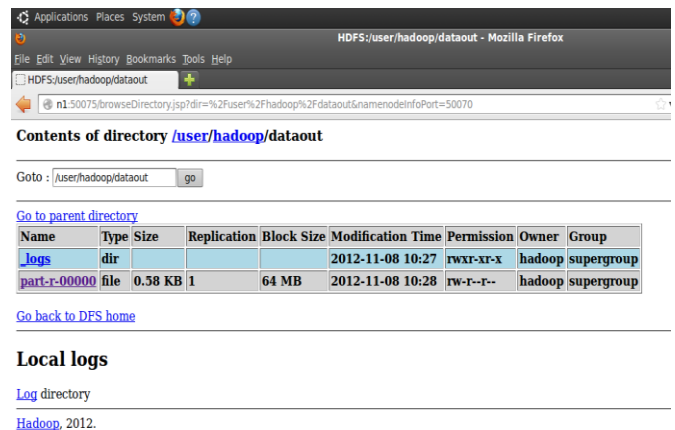 Applications Places System
HDFS:/user/hadoop/dataout - Mozilla Firefox
File Edit View History Bookmarks Tools Help
HDFS:/user/hadoop/dataout
n1:50075/browseDirectory.jsp?dir=%2Fuser%2Fhadoop%2Fdataout&namenodeInfoPort=50070
Contents of directory /user/hadoop/dataout
Goto : /user/hadoop/dataout go
Go to parent directory
Name Type Size Replication Block Size Modification Time Permission Owner Group
_logs dir 2012-11-08 10:27 rwxr-xr-x hadoop supergroup
part-r-00000 file 0.58 KB 1 64 MB 2012-11-08 10:28 rw-r--r-- hadoop supergroup
Go back to DFS home
Local logs
Log directory
Hadoop, 2012.